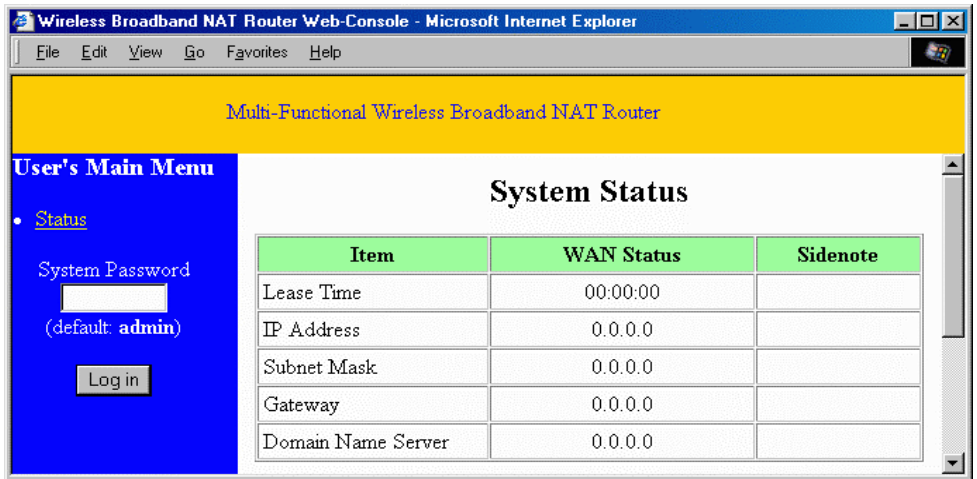 Wireless Broadband NAT Router Web-Console - Microsoft Internet Explorer
File Edit View Go Favorites Help
Multi-Functional Wireless Broadband NAT Router
User's Main Menu
• Status
System Password
(default: admin)
Log in
System Status
Item WAN Status Sidenote
Lease Time 00:00:00
IP Address 0.0.0.0
Subnet Mask 0.0.0.0
Gateway 0.0.0.0
Domain Name Server 0.0.0.0